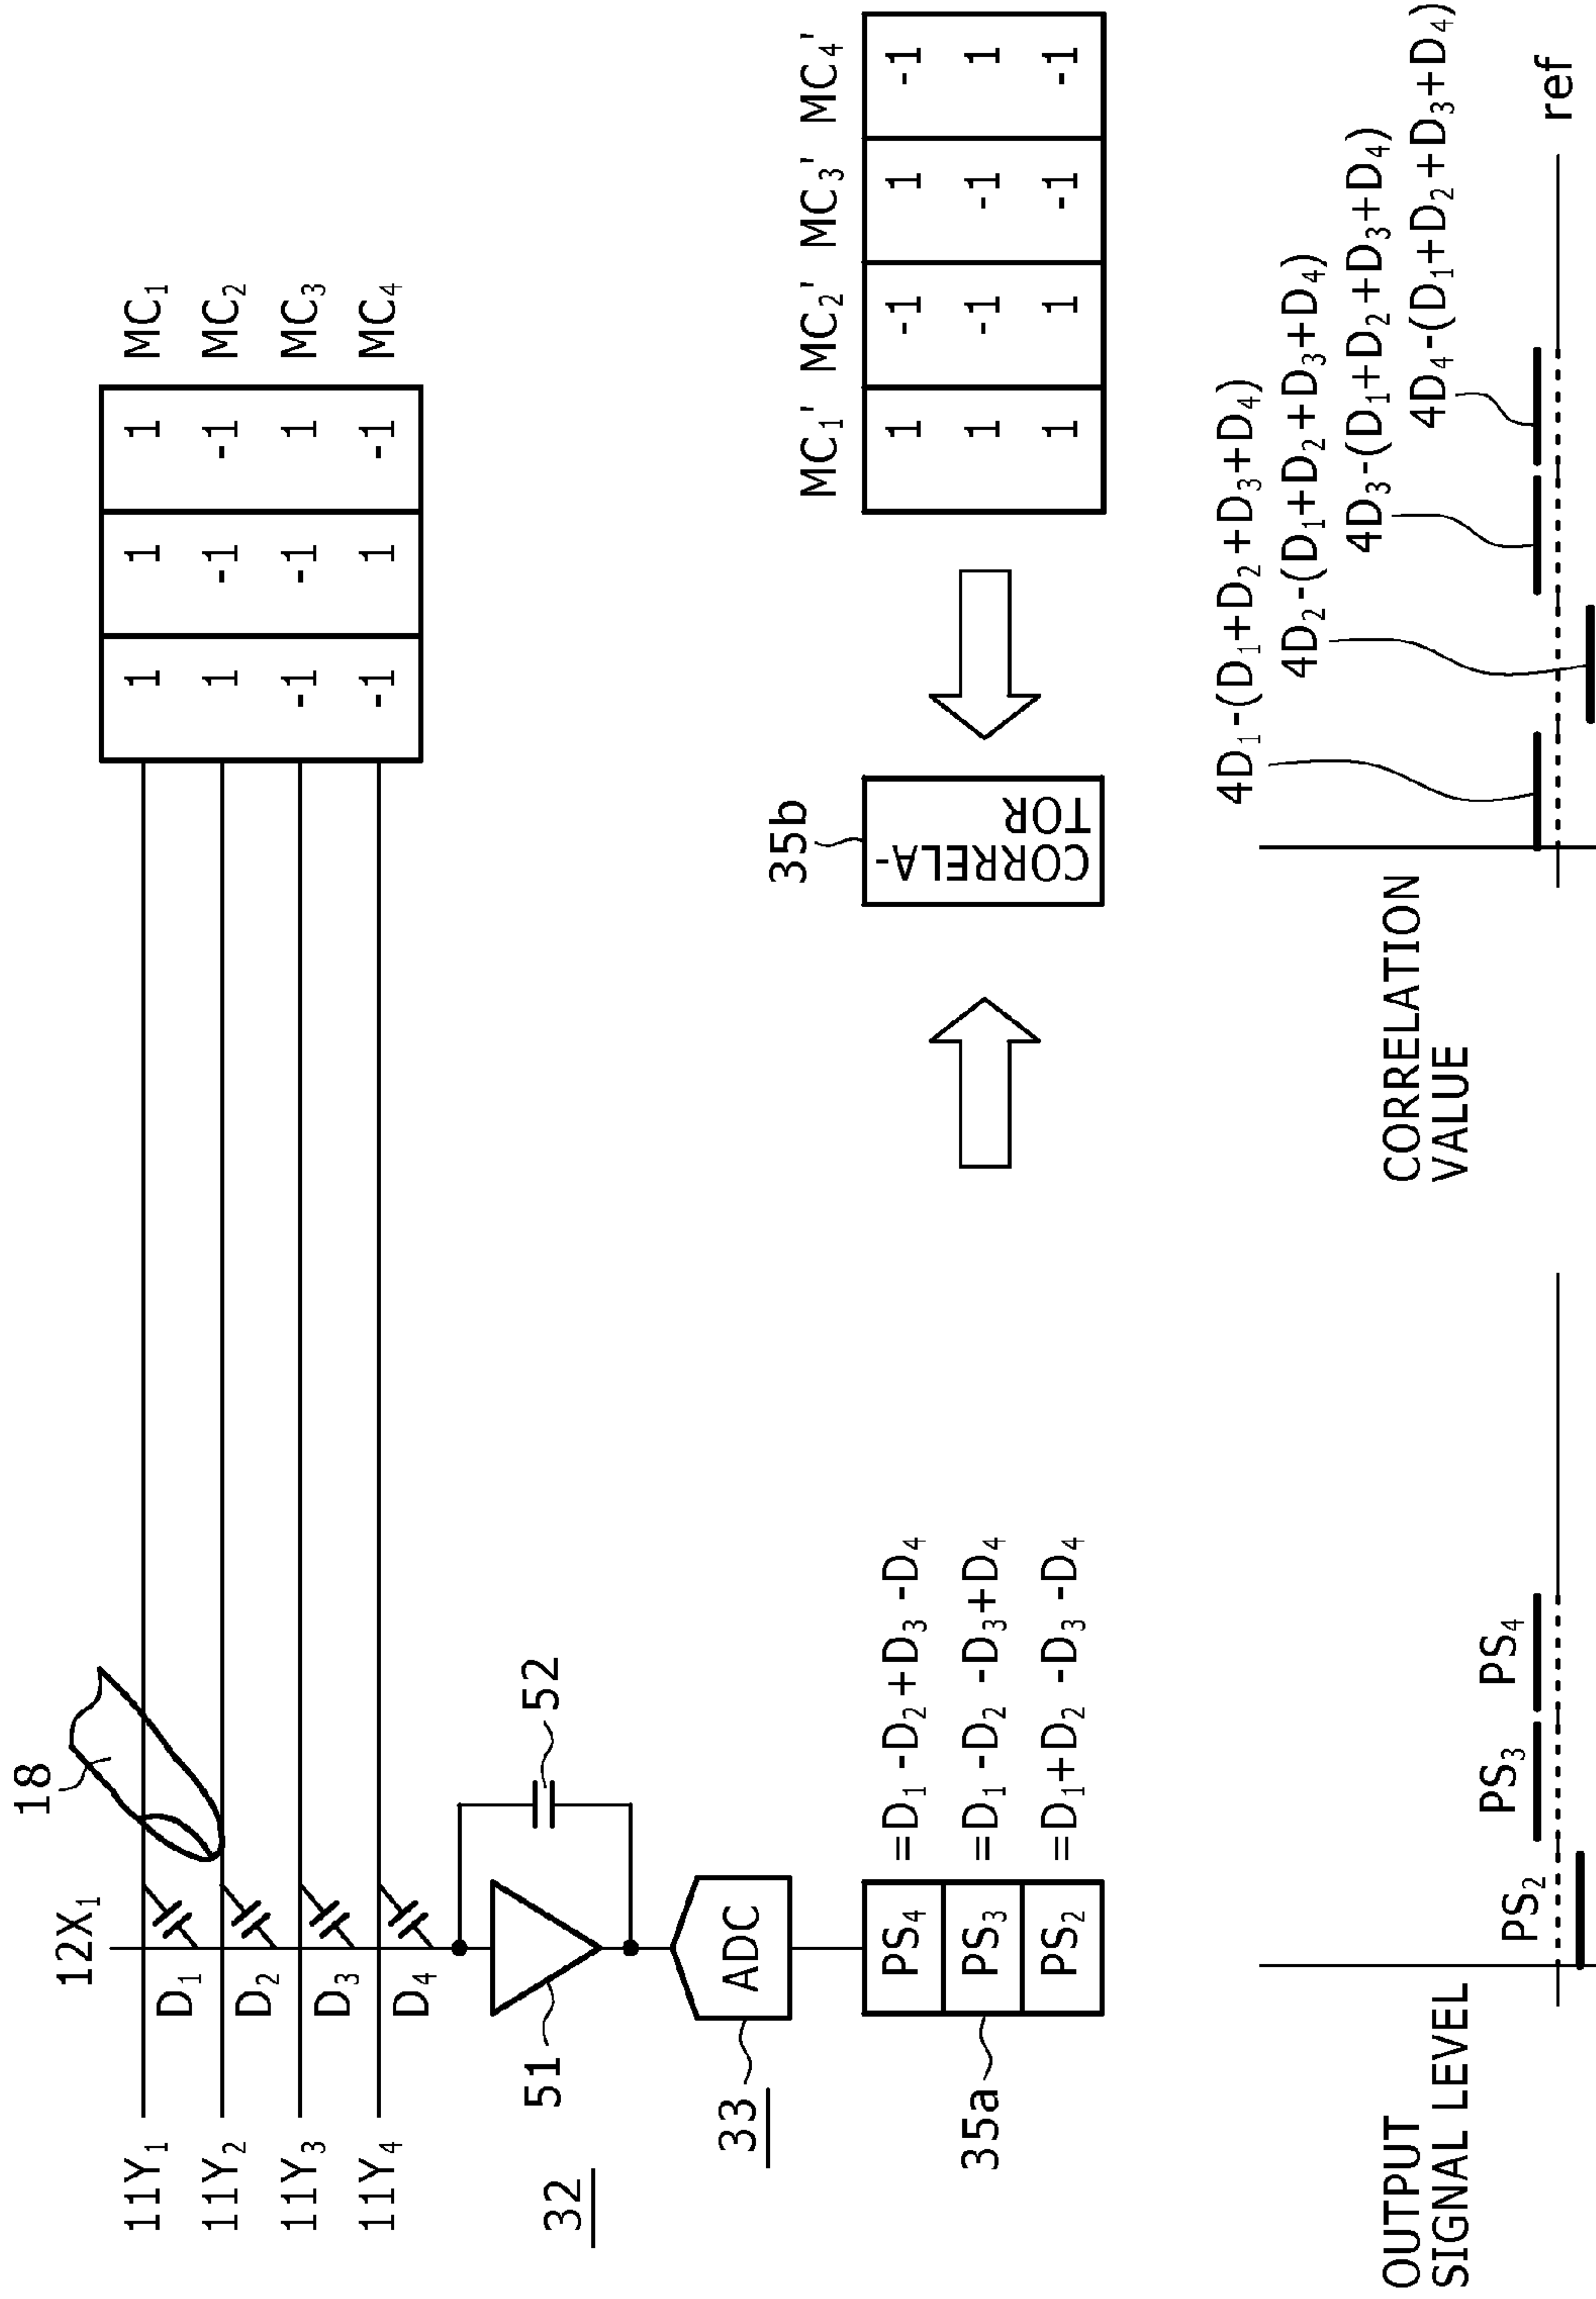 18
12X₁
11Y₁
11Y₂
11Y₃
11Y₄
D₁
D₂
D₃
D₄
1 1 1 MC₁
1 -1 -1 MC₂
-1 -1 1 MC₃
-1 1 -1 MC₄
32
51
52
33
ADC
35a
PS₄ =D₁-D₂+D₃-D₄
PS₃ =D₁-D₂-D₃+D₄
PS₂ =D₁+D₂-D₃-D₄
35b
CORRELA-
TOR
MC₁' MC₂' MC₃' MC₄'
1 -1 1 -1
1 -1 -1 1
1 1 -1 -1
OUTPUT
SIGNAL LEVEL
PS₂
PS₃
PS₄
CORRELATION
VALUE
4D₁-(D₁+D₂+D₃+D₄)
4D₂-(D₁+D₂+D₃+D₄)
4D₃-(D₁+D₂+D₃+D₄)
4D₄-(D₁+D₂+D₃+D₄)
ref